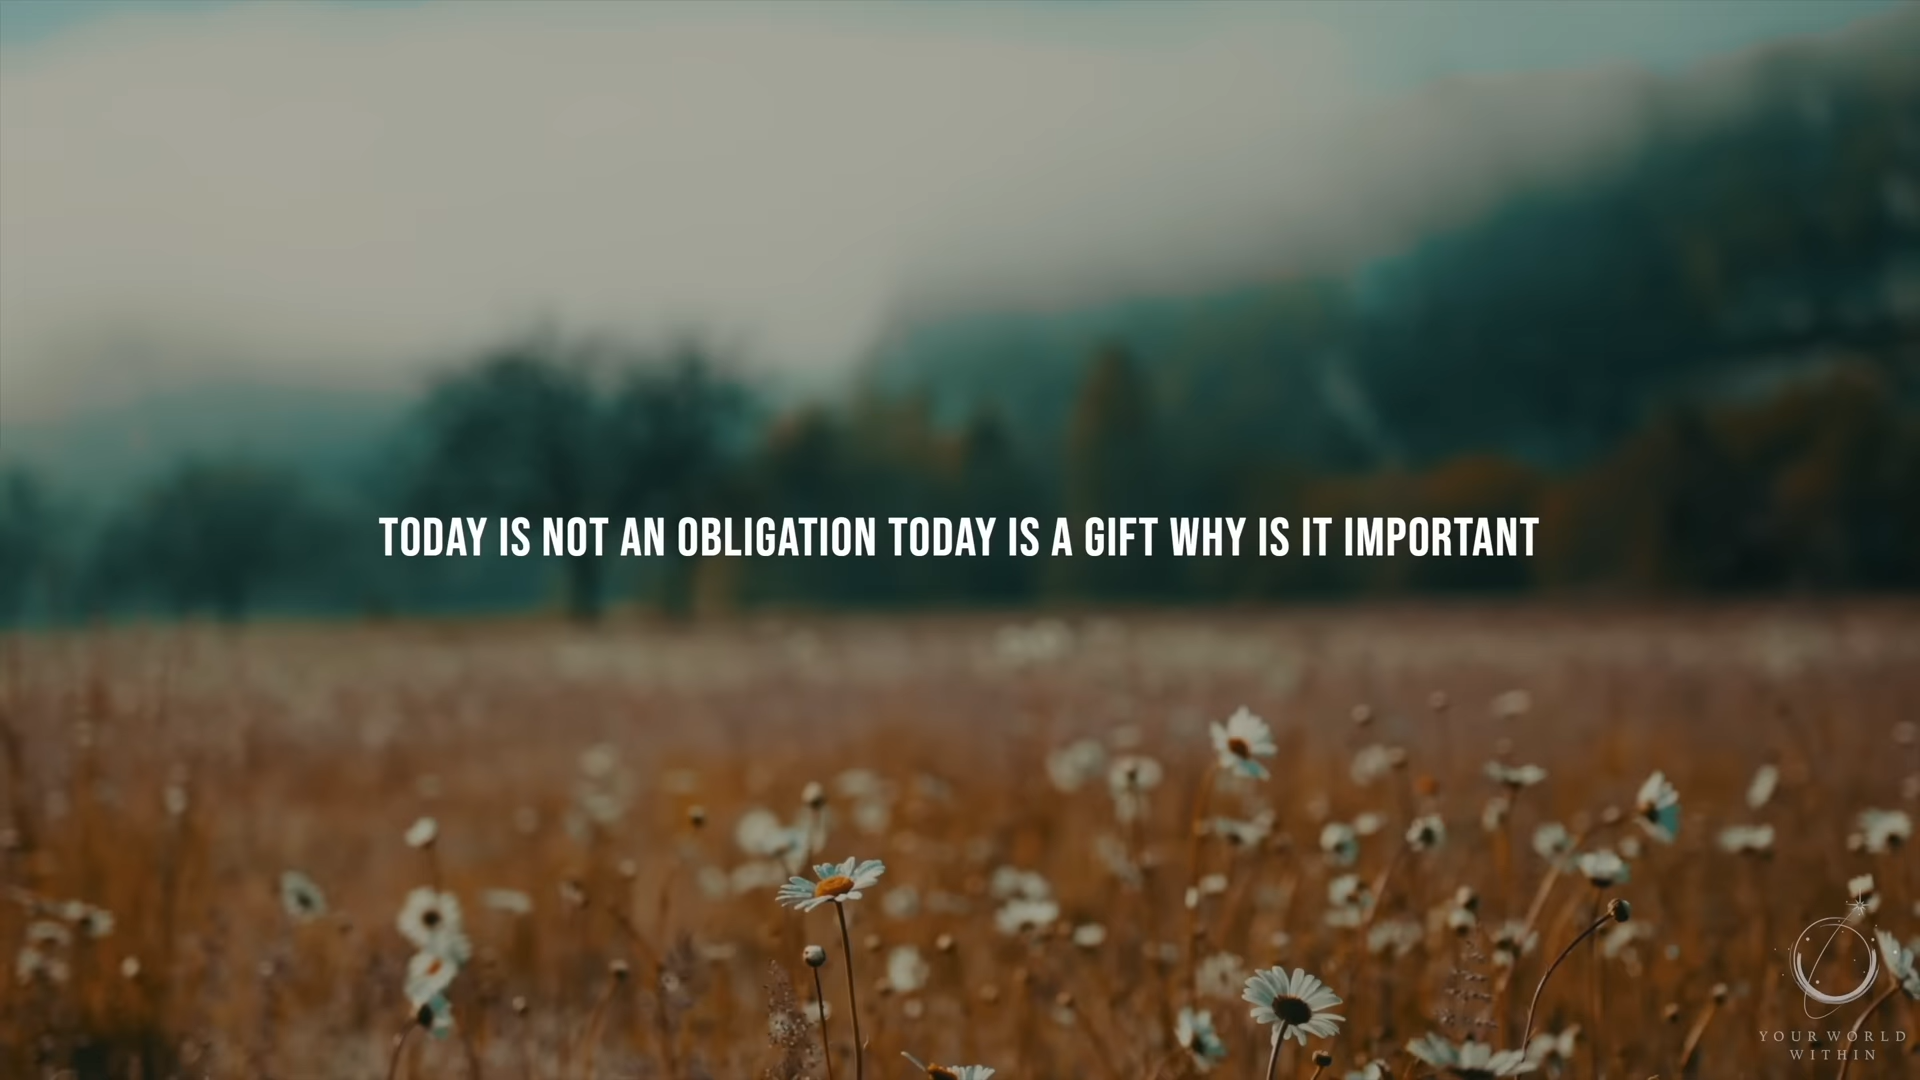 TODAY IS NOT AN OBLIGATION TODAY IS A GIFT WHY IS IT IMPORTANT
YOUR WORLD
WITHIN